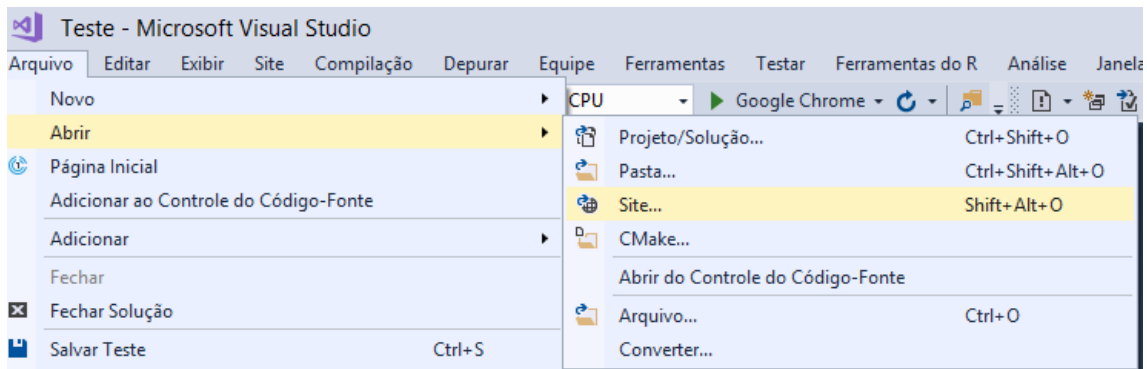 Teste - Microsoft Visual Studio
Arquivo Editar Exibir Site Compilação Depurar Equipe Ferramentas Testar Ferramentas do R Análise Janela
CPU Google Chrome
Novo
Abrir
Página Inicial
Adicionar ao Controle do Código-Fonte
Adicionar
Fechar
Fechar Solução
Salvar Teste Ctrl+S
Projeto/Solução... Ctrl+Shift+O
Pasta... Ctrl+Shift+Alt+O
Site... Shift+Alt+O
CMake...
Abrir do Controle do Código-Fonte
Arquivo... Ctrl+O
Converter...